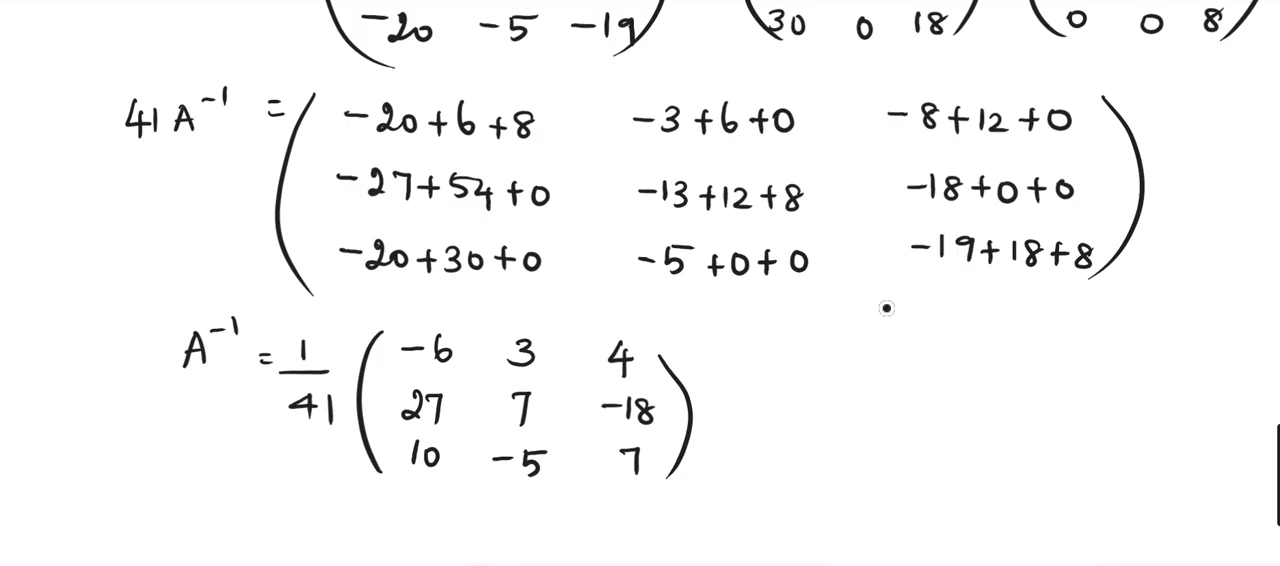 -20 -5 -19 30 0 18 0 0 8
41 A⁻¹ = ( -20+6+8 -3+6+0 -8+12+0
-27+54+0 -13+12+8 -18+0+0
-20+30+0 -5+0+0 -19+18+8 )
A⁻¹ = 1/41 ( -6 3 4
27 7 -18
10 -5 7 )